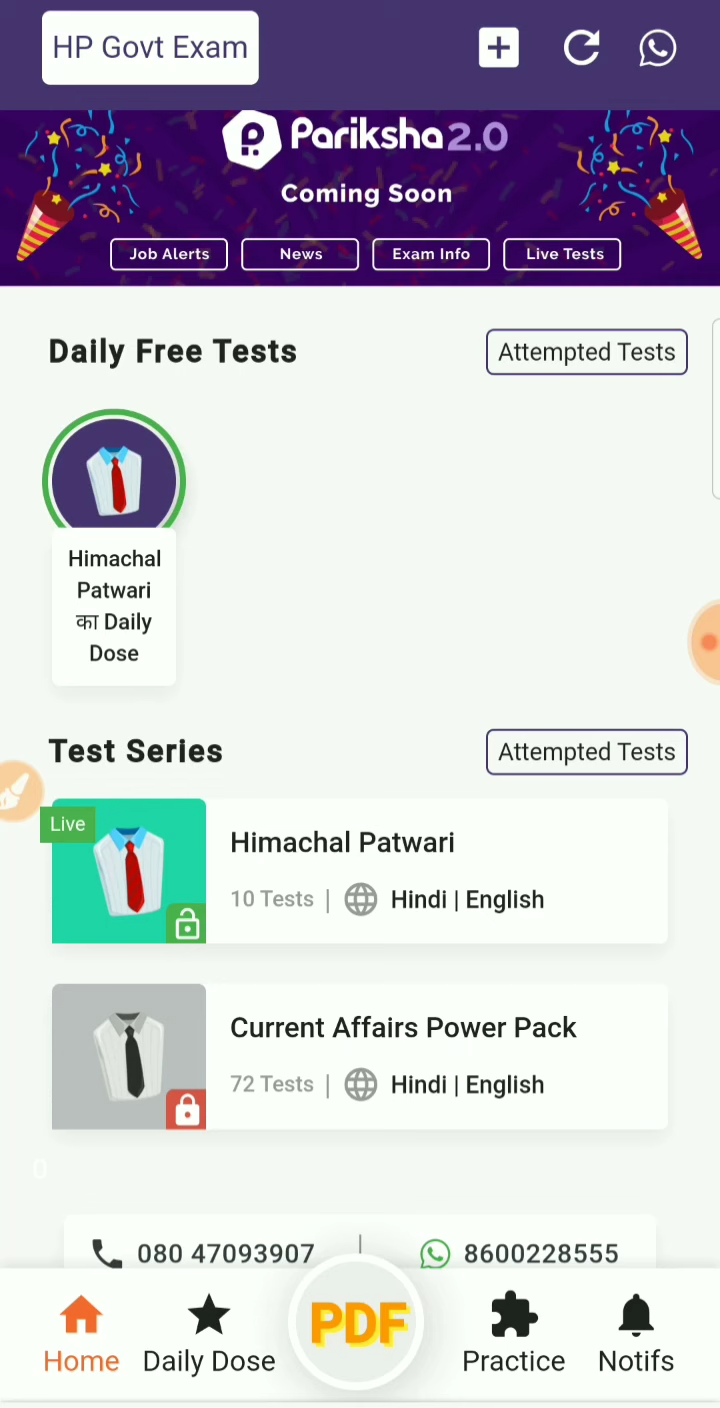 HP Govt Exam
Pariksha 2.0
Coming Soon
Job Alerts
News
Exam Info
Live Tests
Daily Free Tests
Attempted Tests
Himachal
Patwari
का Daily
Dose
Test Series
Attempted Tests
Live
Himachal Patwari
10 Tests | Hindi | English
Current Affairs Power Pack
72 Tests | Hindi | English
0
080 47093907 | 8600228555
PDF
Home
Daily Dose
Practice
Notifs